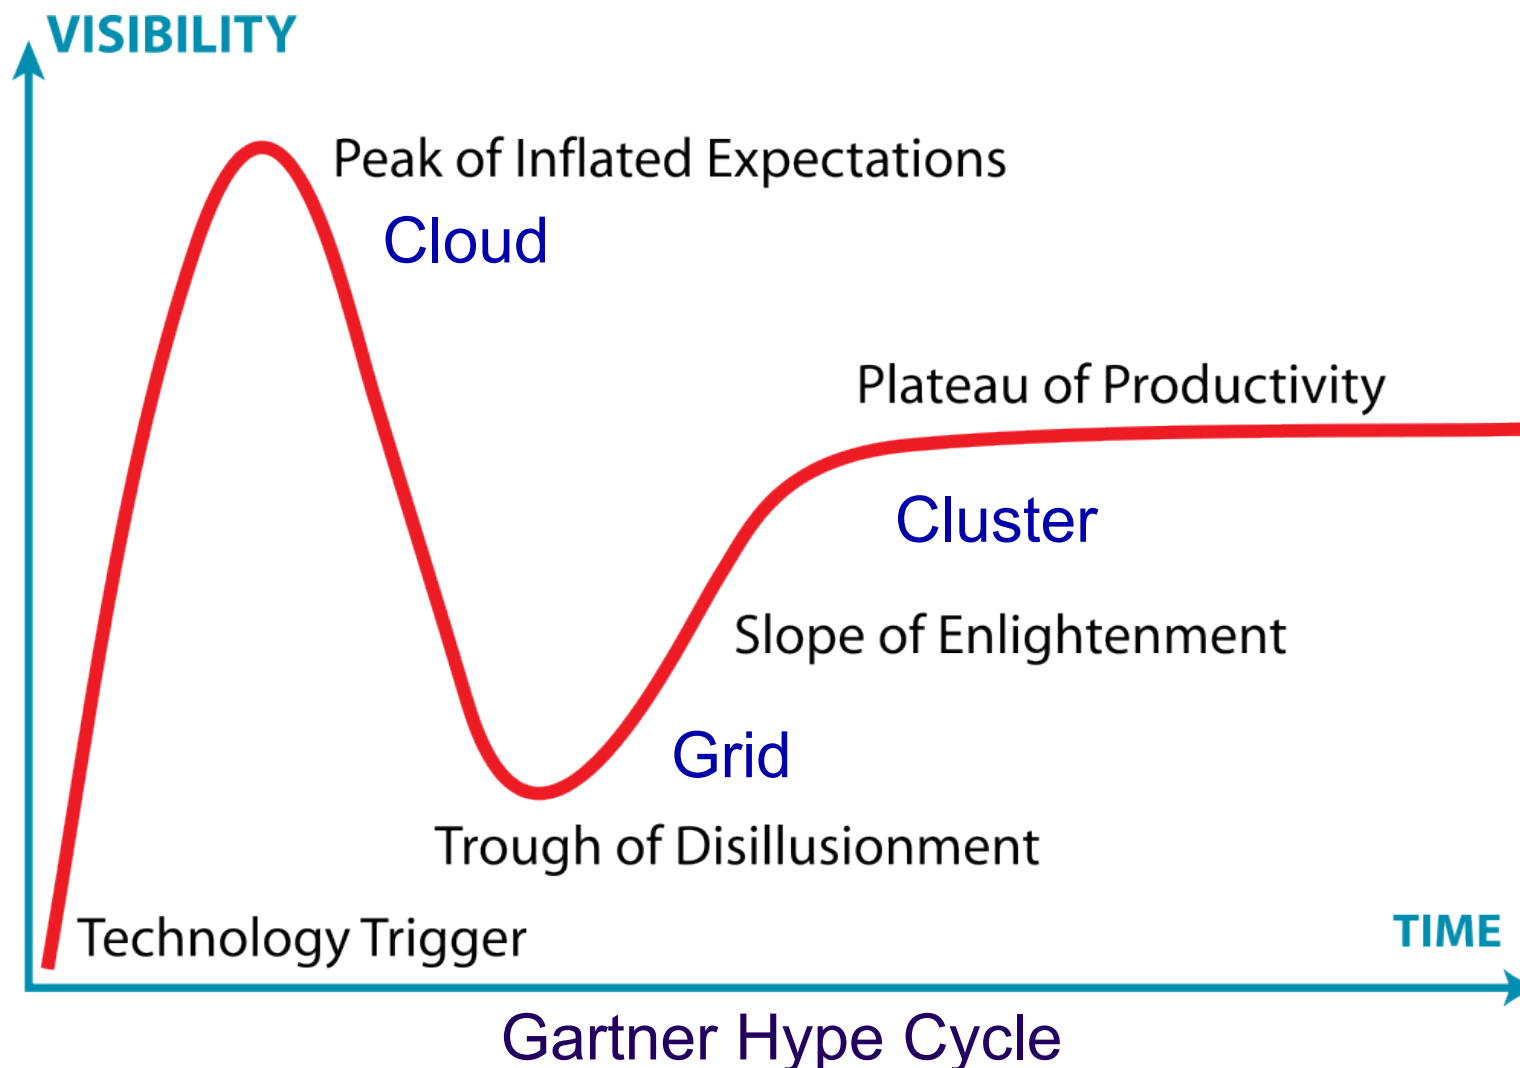 VISIBILITY
Peak of Inflated Expectations
Cloud
Plateau of Productivity
Cluster
Slope of Enlightenment
Grid
Trough of Disillusionment
Technology Trigger
TIME
Gartner Hype Cycle